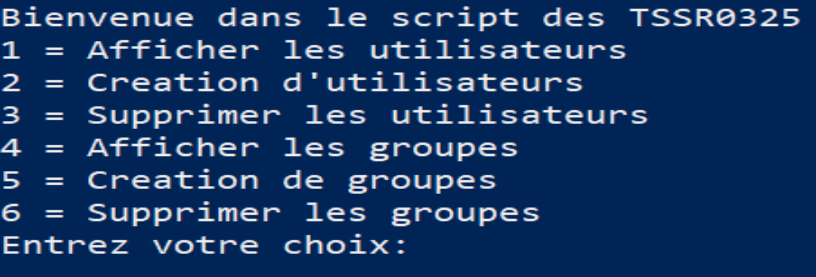 Bienvenue dans le script des TSSR0325
1 = Afficher les utilisateurs
2 = Creation d'utilisateurs
3 = Supprimer les utilisateurs
4 = Afficher les groupes
5 = Creation de groupes
6 = Supprimer les groupes
Entrez votre choix: